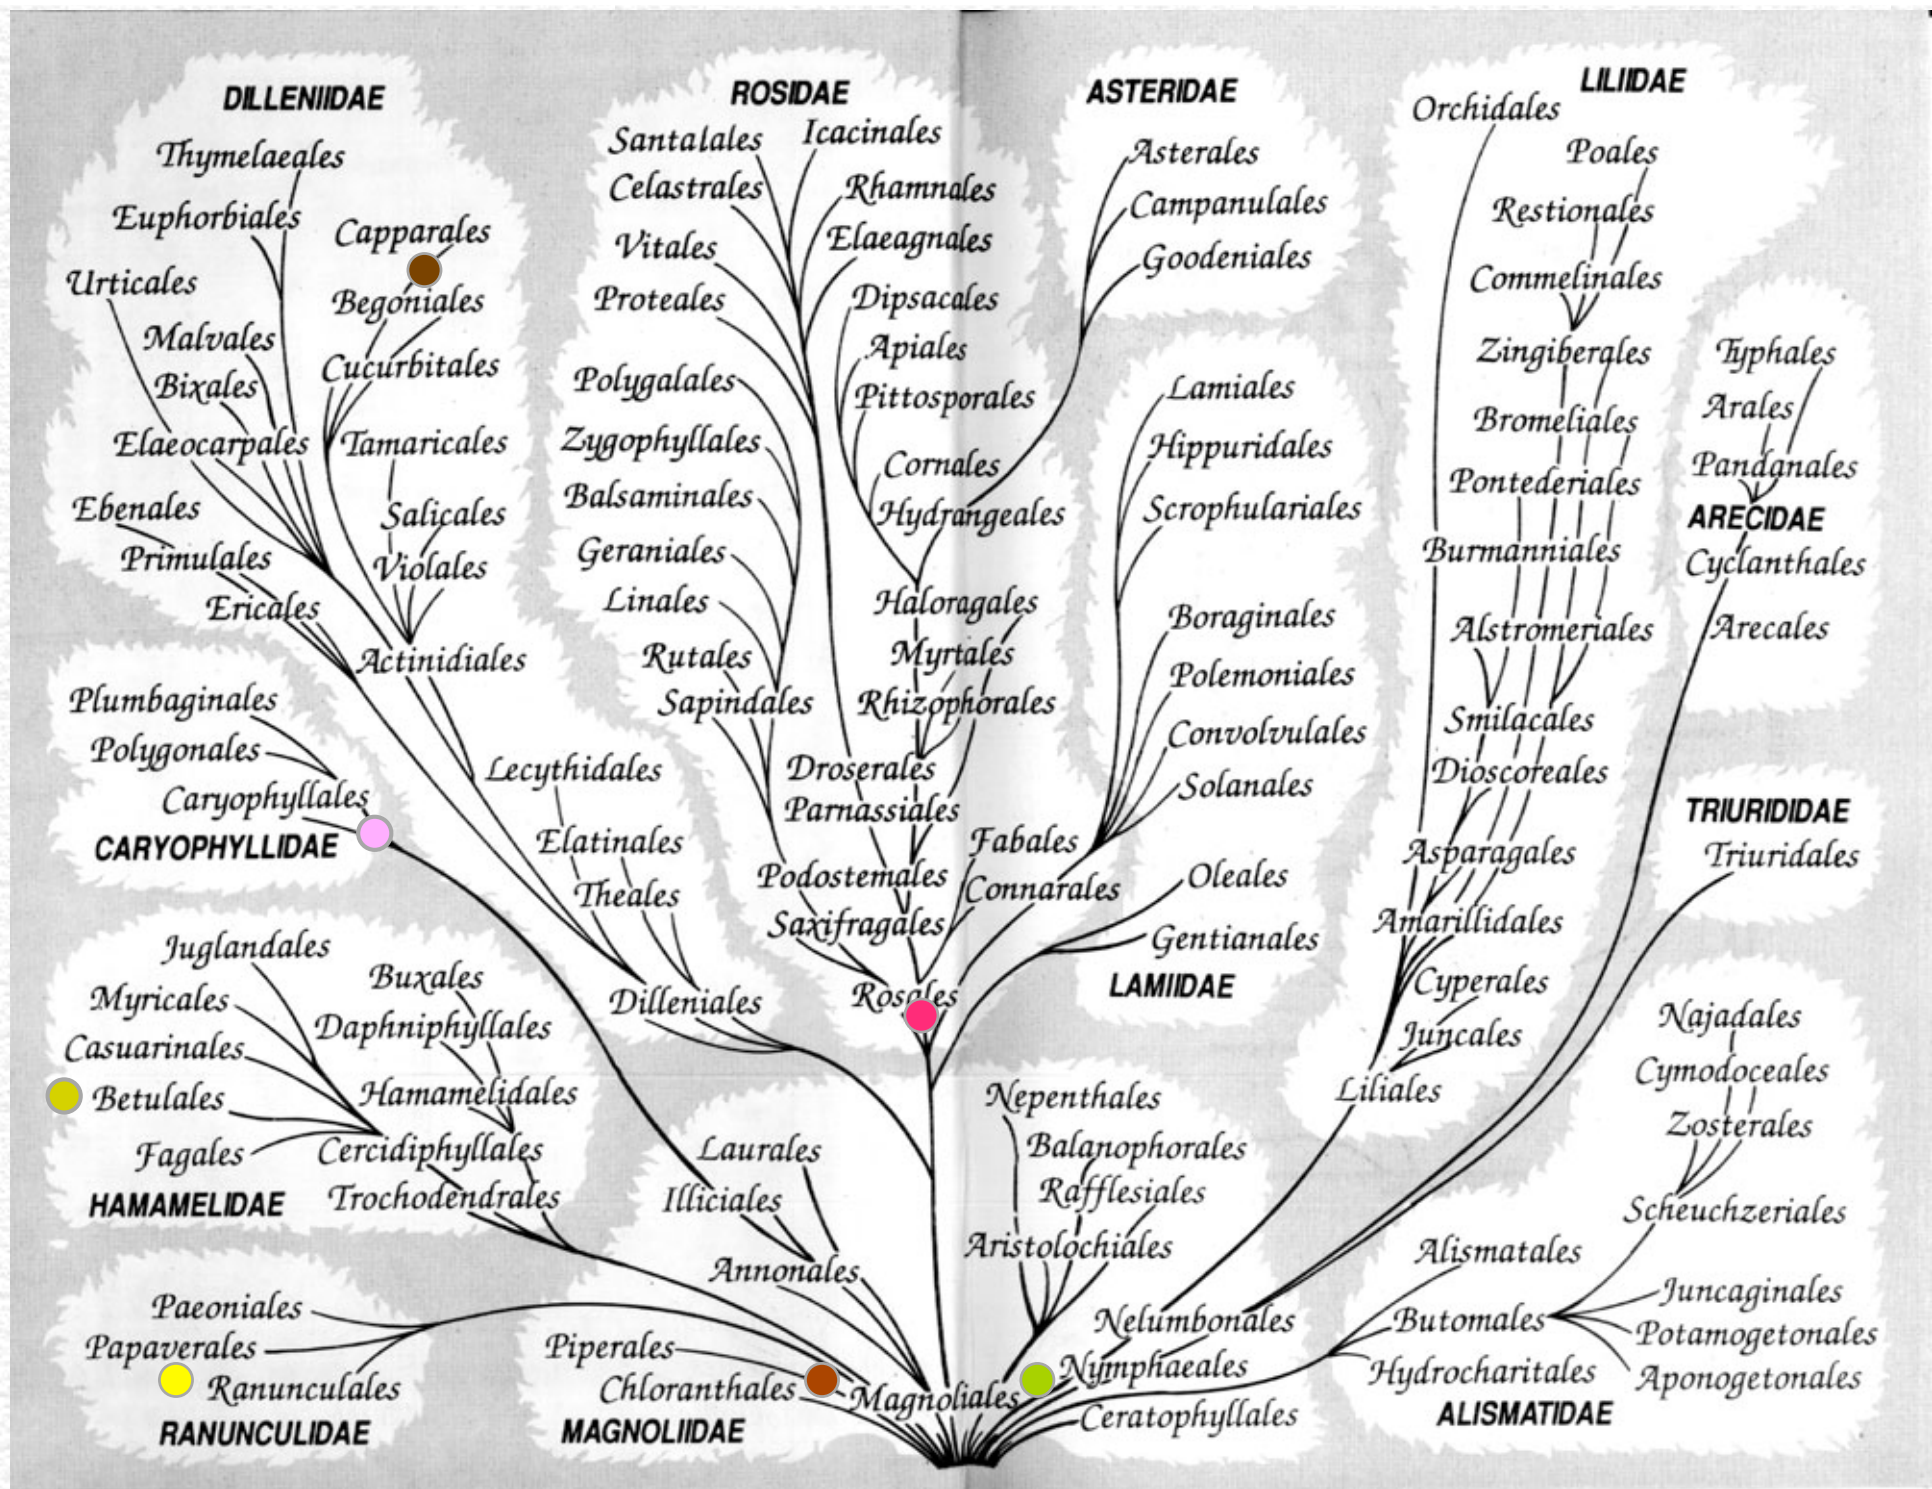 DILLENIIDAE
Thymelaeales
Euphorbiales
Capparales
Urticales
Begoniales
Malvales
Bixales
Cucurbitales
Elaeocarpales
Tamaricales
Ebenales
Salicales
Primulales
Violales
Ericales
Actinidiales
Lecythidales
Elatinales
Theales
Dilleniales
ROSIDAE
Santalales
Icacinales
Celastrales
Rhamnales
Vitales
Elaeagnales
Proteales
Dipsacales
Apiales
Polygalales
Pittosporales
Zygophyllales
Cornales
Balsaminales
Hydrangeales
Geraniales
Linales
Haloragales
Rutales
Myrtales
Sapindales
Rhizophorales
Droserales
Parnassiales
Fabales
Podostemales
Connarales
Saxifragales
Rosales
ASTERIDAE
Asterales
Campanulales
Goodeniales
Lamiales
Hippuridales
Scrophulariales
Boraginales
Polemoniales
Convolvulales
Solanales
Oleales
Gentianales
LAMIIDAE
LILIIDAE
Orchidales
Poales
Restionales
Commelinales
Zingiberales
Bromeliales
Pontederiales
Burmanniales
Alstromeriales
Smilacales
Dioscoreales
Asparagales
Amarillidales
Cyperales
Juncales
Liliales
Typhales
Arales
Pandanales
ARECIDAE
Cyclanthales
Arecales
TRIURIDIDAE
Triuridales
Plumbaginales
Polygonales
Caryophyllales
CARYOPHYLLIDAE
Juglandales
Buxales
Myricales
Daphniphyllales
Casuarinales
Betulales
Hamamelidales
Fagales
Cercidiphyllales
Trochodendrales
HAMAMELIDAE
Paeoniales
Papaverales
Ranunculales
RANUNCULIDAE
Laurales
Illiciales
Annonales
Piperales
Chloranthales
Magnoliales
MAGNOLIIDAE
Nepenthales
Balanophorales
Rafflesiales
Aristolochiales
Nelumbonales
Nymphaeales
Ceratophyllales
Najadales
Cymodoceales
Zosterales
Scheuchzeriales
Alismatales
Juncaginales
Butomales
Potamogetonales
Hydrocharitales
Aponogetonales
ALISMATIDAE